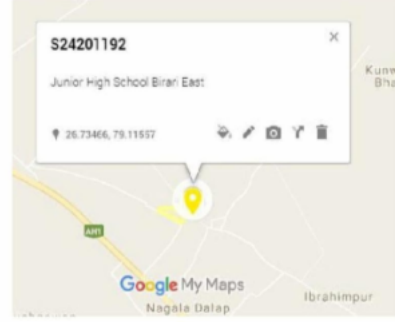 S24201192
Junior High School Birari East
26.73466, 79.11557
Kunw
Bha
AH1
Google My Maps
Nagala Dalap
Ibrahimpur